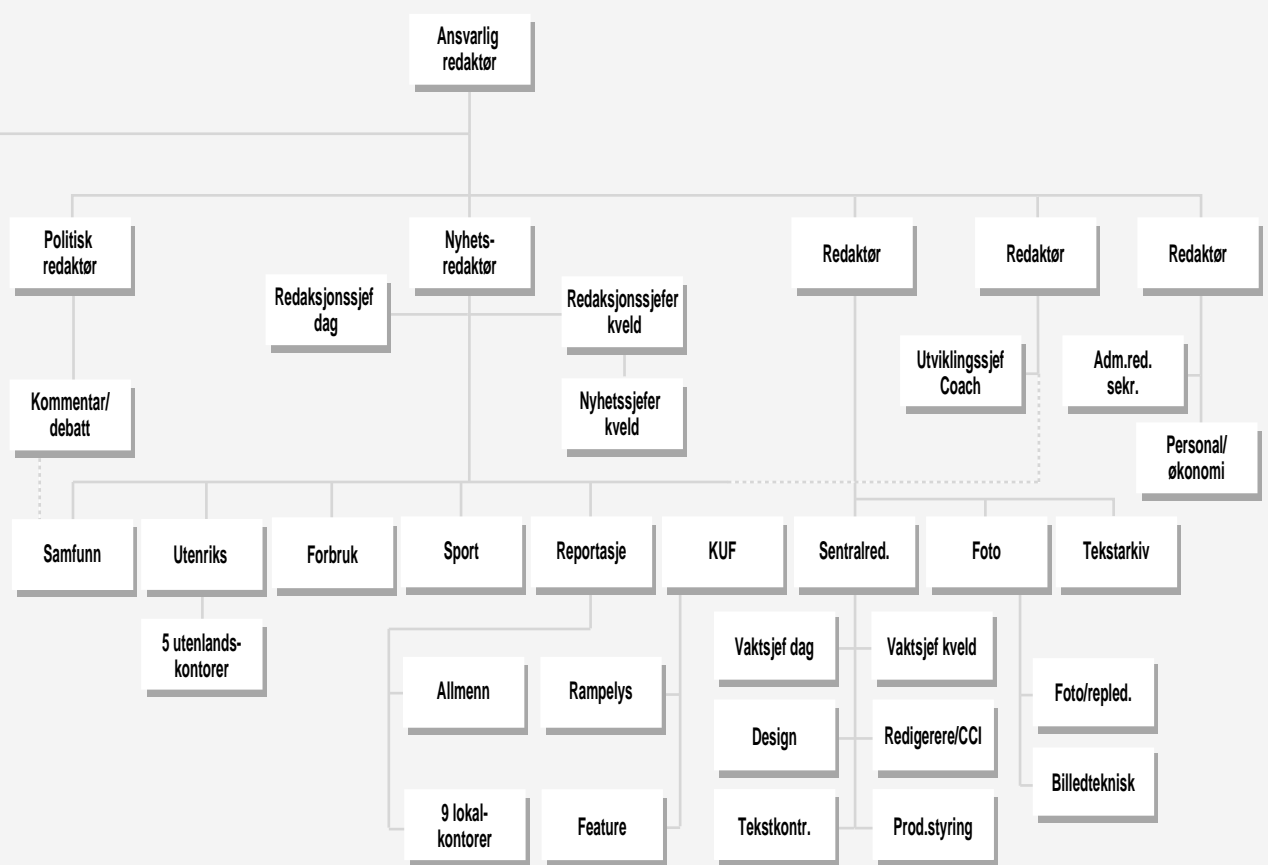 Ansvarlig
redaktør
Politisk
redaktør
Nyhets-
redaktør
Redaktør
Redaktør
Redaktør
Redaksjonssjef
dag
Redaksjonssjefer
kveld
Utviklingssjef
Coach
Adm.red.
sekr.
Kommentar/
debatt
Nyhetssjefer
kveld
Personal/
økonomi
Samfunn
Utenriks
Forbruk
Sport
Reportasje
KUF
Sentralred.
Foto
Tekstarkiv
5 utenlands-
kontorer
Allmenn
Rampelys
Vaktsjef dag
Vaktsjef kveld
Foto/repled.
Design
Redigerere/CCI
Billedteknisk
9 lokal-
kontorer
Feature
Tekstkontr.
Prod.styring